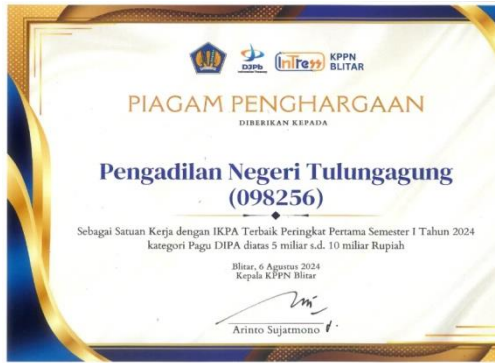 DJPb
InTress
KPPN
BLITAR
PIAGAM PENGHARGAAN
DIBERIKAN KEPADA
Pengadilan Negeri Tulungagung
(098256)
Sebagai Satuan Kerja dengan IKPA Terbaik Peringkat Pertama Semester I Tahun 2024
kategori Pagu DIPA diatas 5 miliar s.d. 10 miliar Rupiah
Blitar, 6 Agustus 2024
Kepala KPPN Blitar
Arinto Sujatmono